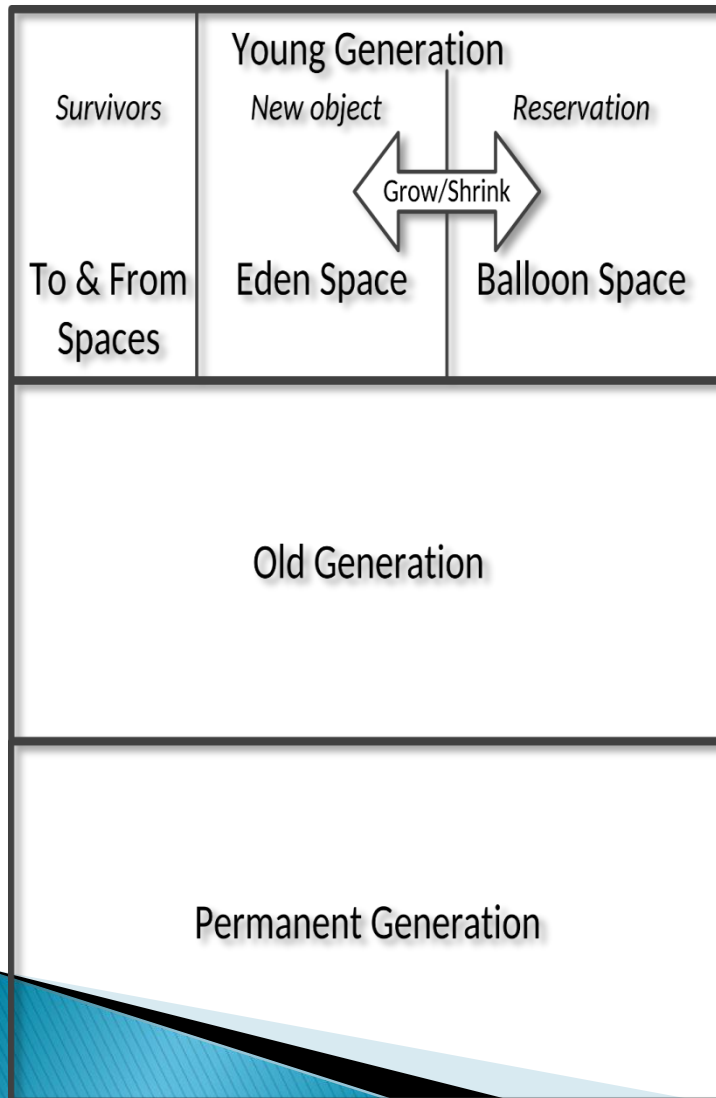 Young Generation
Survivors
New object
Reservation
Grow/Shrink
To & From
Spaces
Eden Space
Balloon Space
Old Generation
Permanent Generation